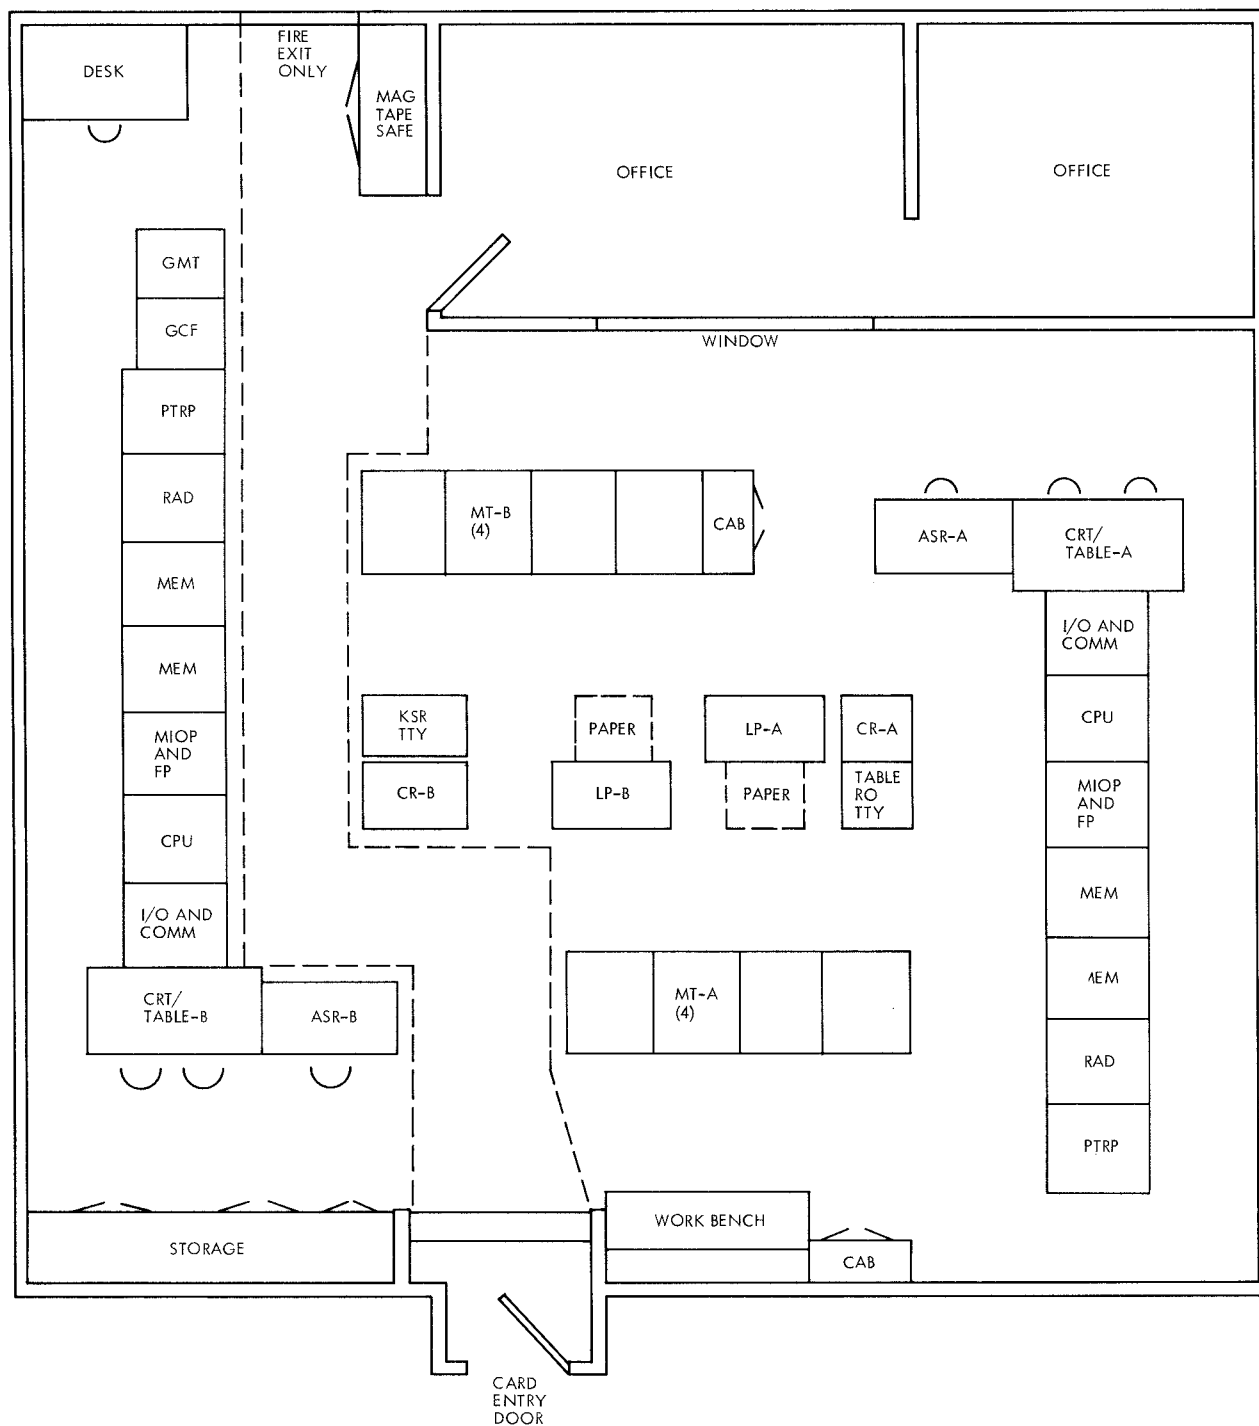 FIRE
EXIT
ONLY
DESK
MAG
TAPE
SAFE
OFFICE
OFFICE
GMT
GCF
WINDOW
PTRP
RAD
MT-B
(4)
CAB
ASR-A
CRT/
TABLE-A
MEM
MEM
I/O AND
COMM
KSR
TTY
PAPER
LP-A
CR-A
CPU
MIOP
AND
FP
CR-B
LP-B
PAPER
TABLE
RO
TTY
MIOP
AND
FP
CPU
MEM
I/O AND
COMM
MEM
CRT/
TABLE-B
ASR-B
MT-A
(4)
RAD
PTRP
STORAGE
WORK BENCH
CAB
CARD
ENTRY
DOOR